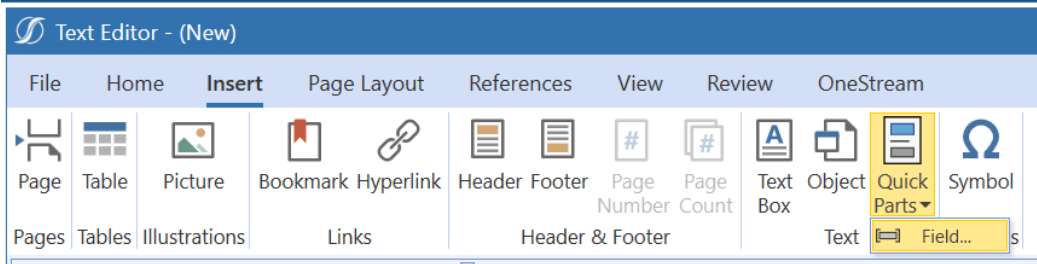 Text Editor - (New)
File Home Insert Page Layout References View Review OneStream
Page Table Picture Bookmark Hyperlink Header Footer Page Number Page Count Text Box Object Quick Parts Symbol
Pages Tables Illustrations Links Header & Footer Text
Field...